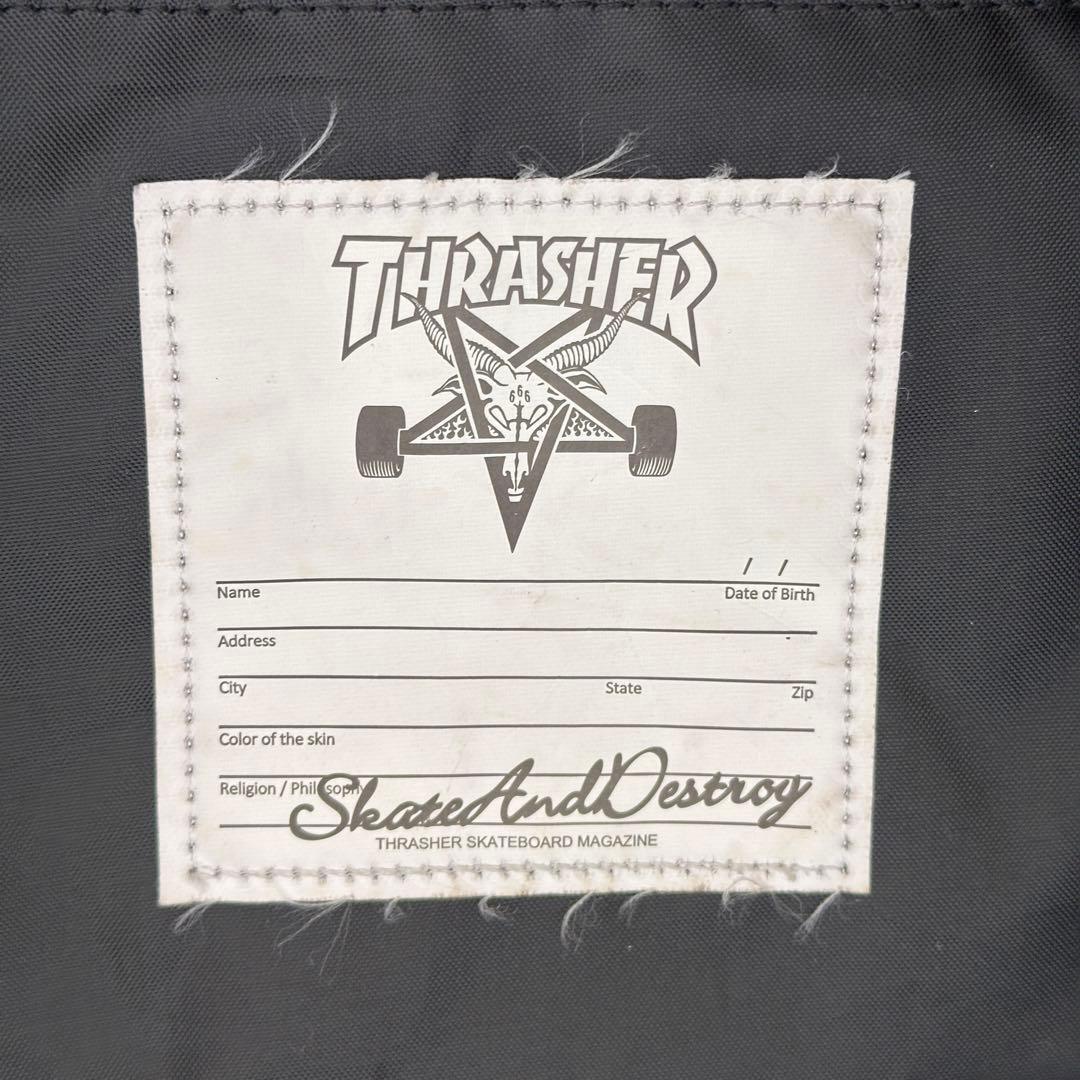 THRASHER
666
/ /
Name Date of Birth
Address
City State Zip
Color of the skin
Religion / Philosophy
SkateAndDestroy
THRASHER SKATEBOARD MAGAZINE